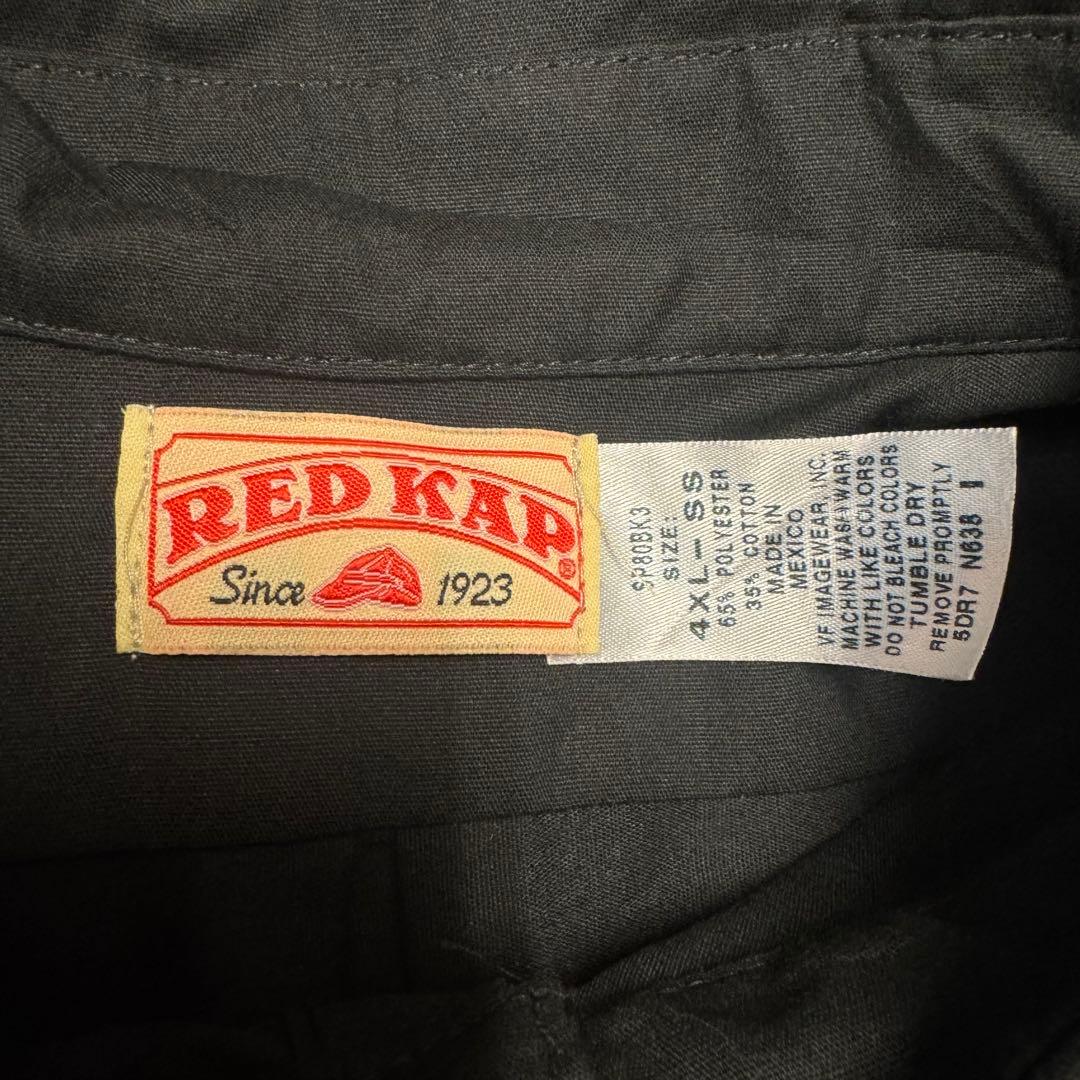 RED KAP®
Since 1923
SP80BK3
SIZE:
4XL-SS
65% POLYESTER
35% COTTON
MADE IN
MEXICO
VF IMAGEWEAR, INC.
MACHINE WASH WARM
WITH LIKE COLORS
DO NOT BLEACH COLORS
TUMBLE DRY
REMOVE PROMPTLY
5DR7 N638 1